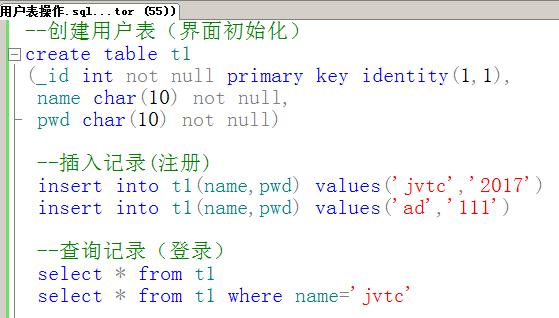 用户表操作.sql...tor (55))
--创建用户表（界面初始化）
create table t1
(_id int not null primary key identity(1,1),
name char(10) not null,
pwd char(10) not null)
--插入记录(注册)
insert into t1(name,pwd) values('jvtc','2017')
insert into t1(name,pwd) values('ad','111')
--查询记录（登录）
select * from t1
select * from t1 where name='jvtc'